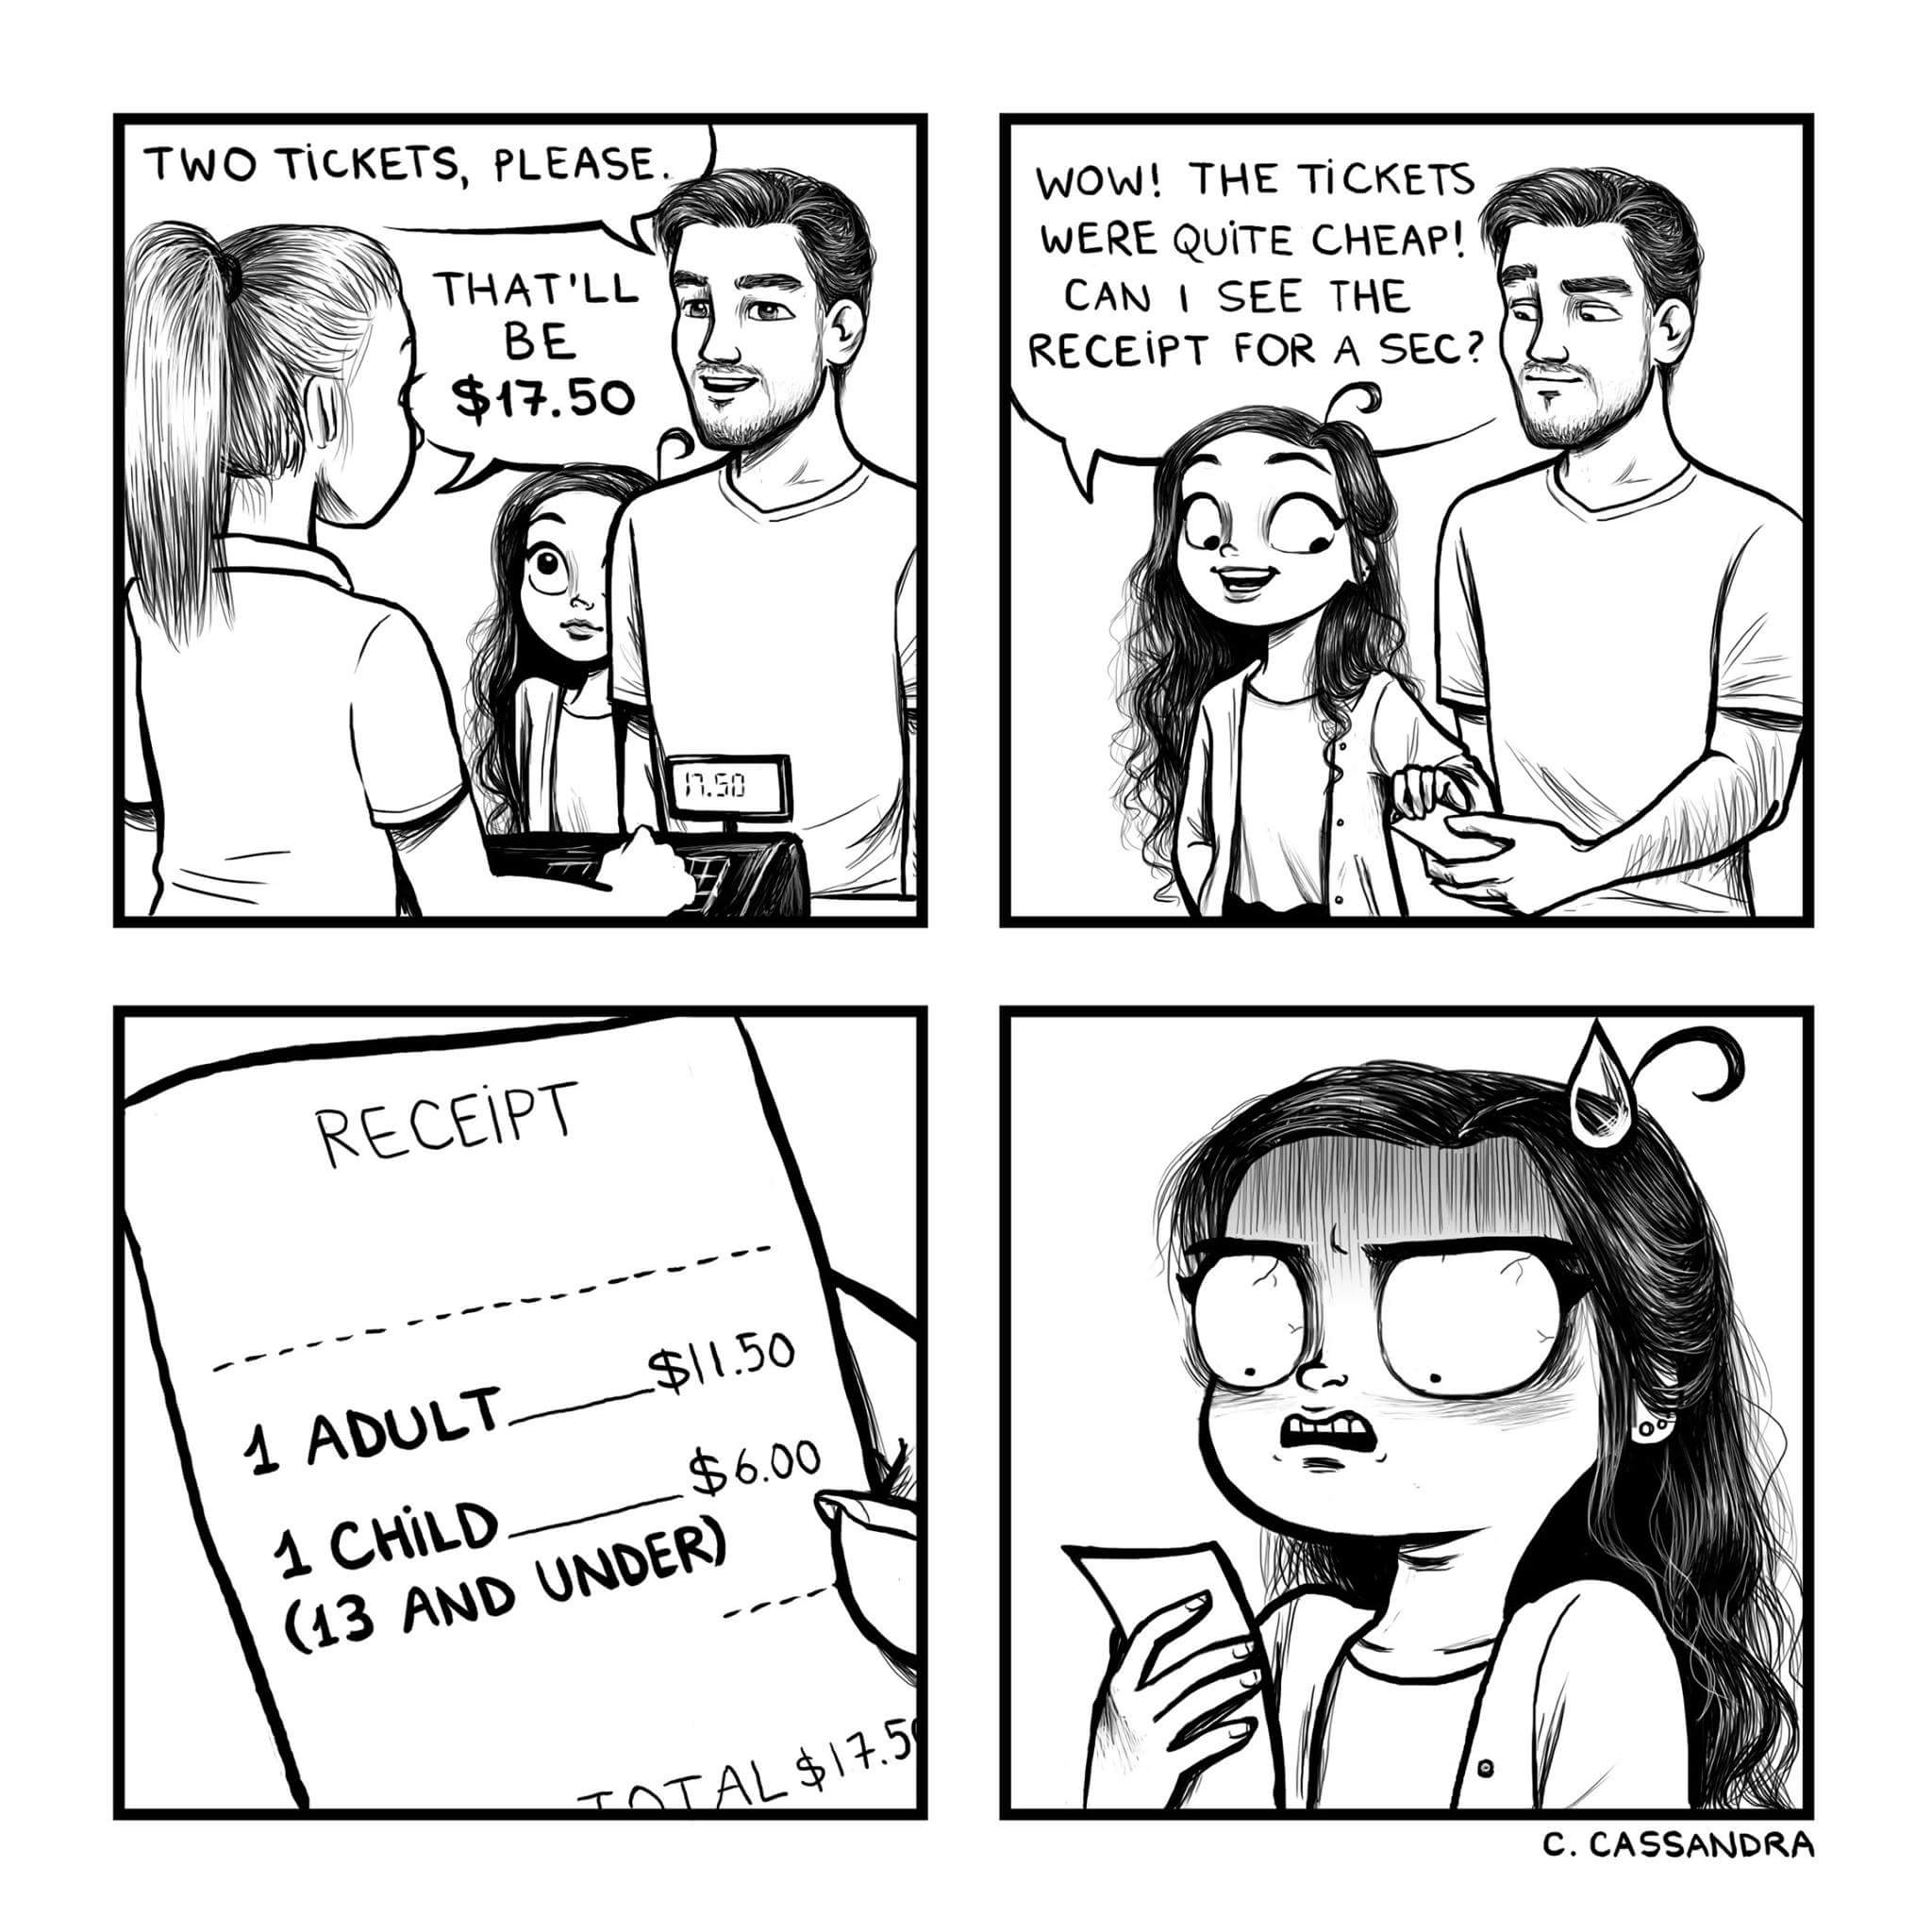 TWO TICKETS, PLEASE.
THAT'LL
BE
$17.50
17.50
WOW! THE TICKETS
WERE QUITE CHEAP!
CAN I SEE THE
RECEIPT FOR A SEC?
RECEIPT
1 ADULT $11.50
1 CHILD $6.00
(13 AND UNDER)
TOTAL $17.50
C. CASSANDRA